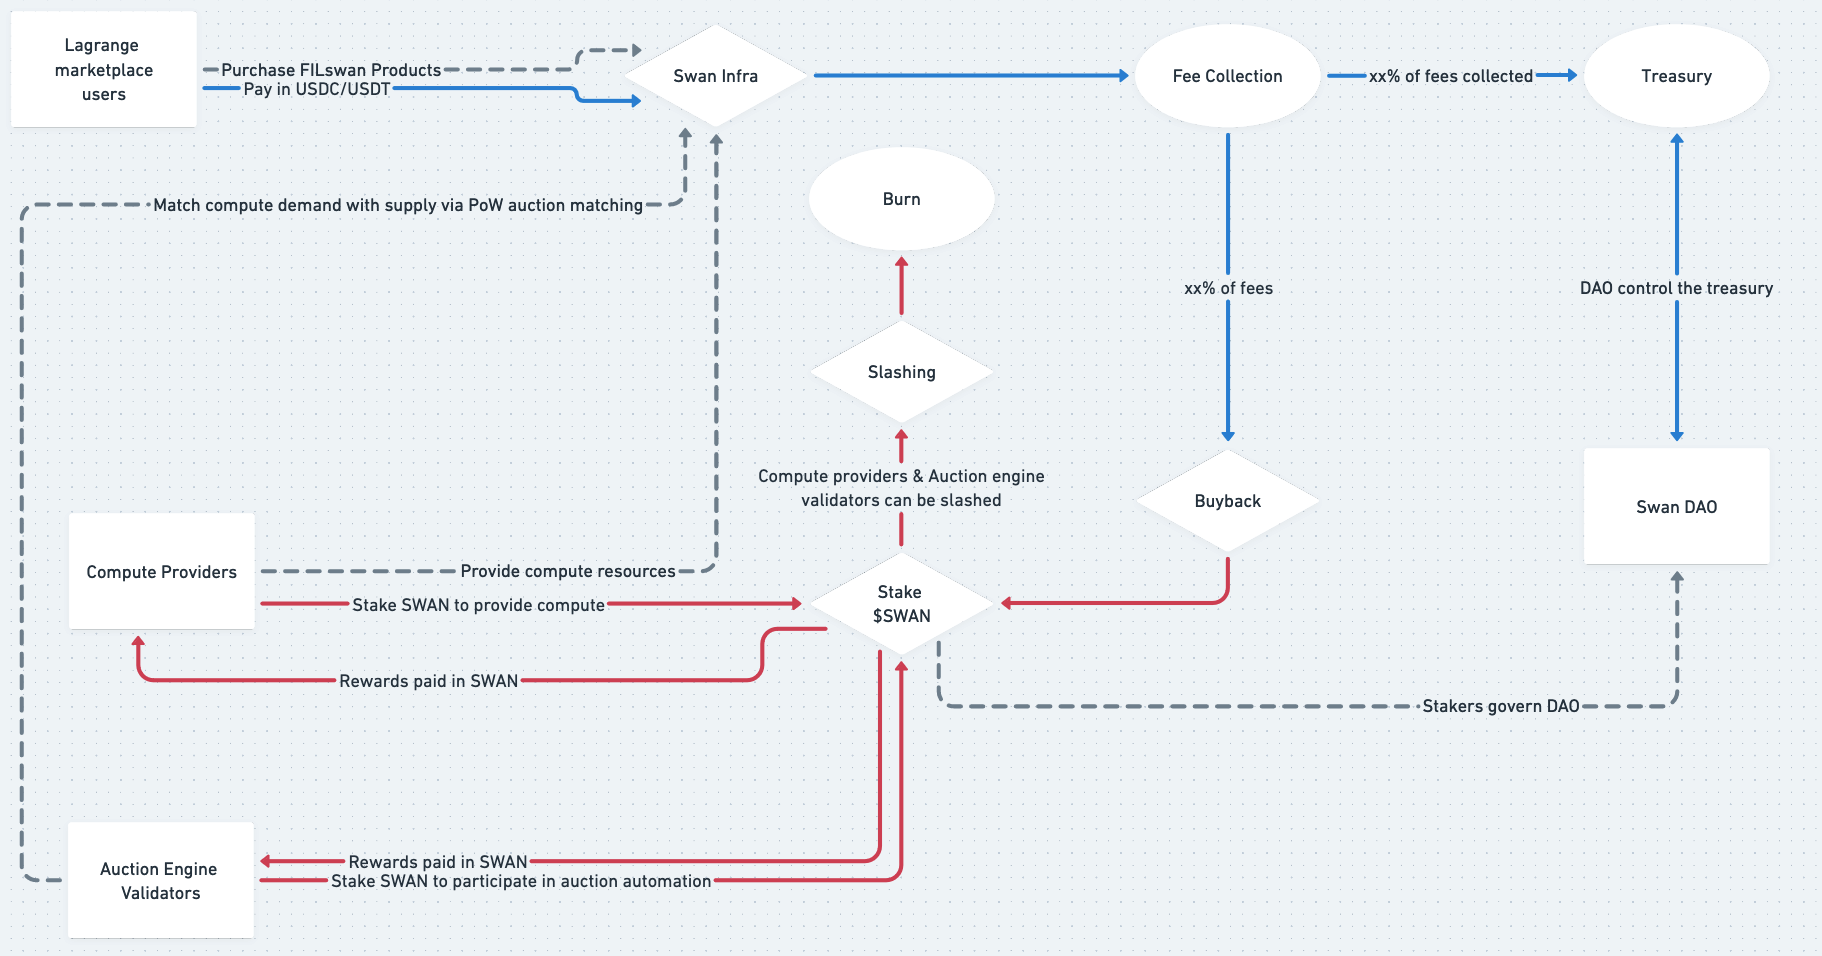 Lagrange
marketplace
users
Purchase FILswan Products
Pay in USDC/USDT
Swan Infra
Fee Collection
xx% of fees collected
Treasury
Match compute demand with supply via PoW auction matching
Burn
xx% of fees
DAO control the treasury
Slashing
Compute providers & Auction engine
validators can be slashed
Buyback
Swan DAO
Compute Providers
Provide compute resources
Stake SWAN to provide compute
Stake
$SWAN
Rewards paid in SWAN
Stakers govern DAO
Auction Engine
Validators
Rewards paid in SWAN
Stake SWAN to participate in auction automation